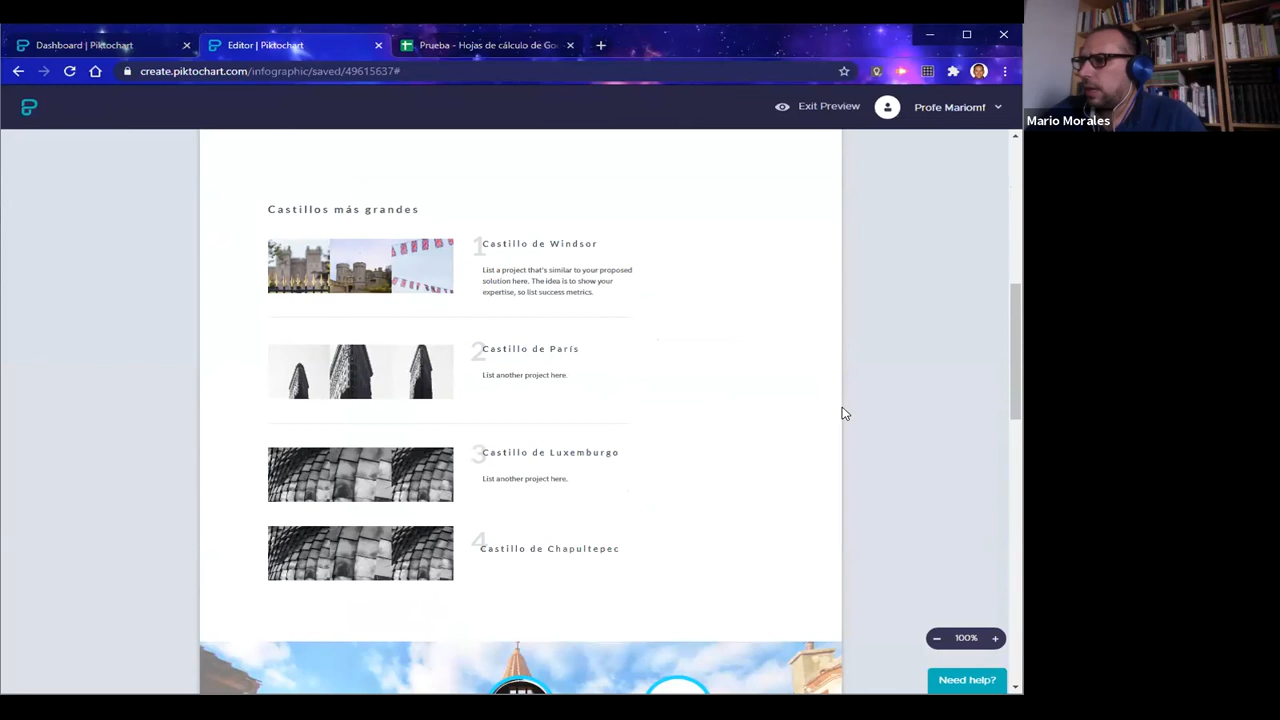 Dashboard | Piktochart
Editor | Piktochart
Prueba - Hojas de cálculo de Go
create.piktochart.com/infographic/saved/49615637#
Exit Preview
Profe Mariomf
Mario Morales
Castillos más grandes
1
Castillo de Windsor
List a project that's similar to your proposed
solution here. The idea is to show your
expertise, so list success metrics.
2
Castillo de París
List another project here.
3
Castillo de Luxemburgo
List another project here.
4
Castillo de Chapultepec
100%
Need help?